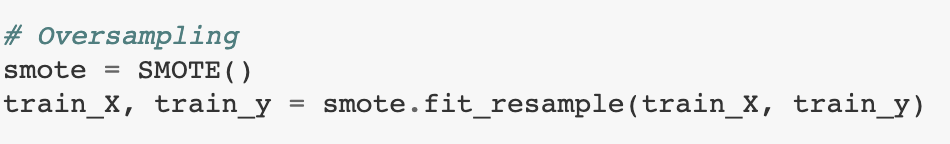 # Oversampling
smote = SMOTE()
train_X, train_y = smote.fit_resample(train_X, train_y)